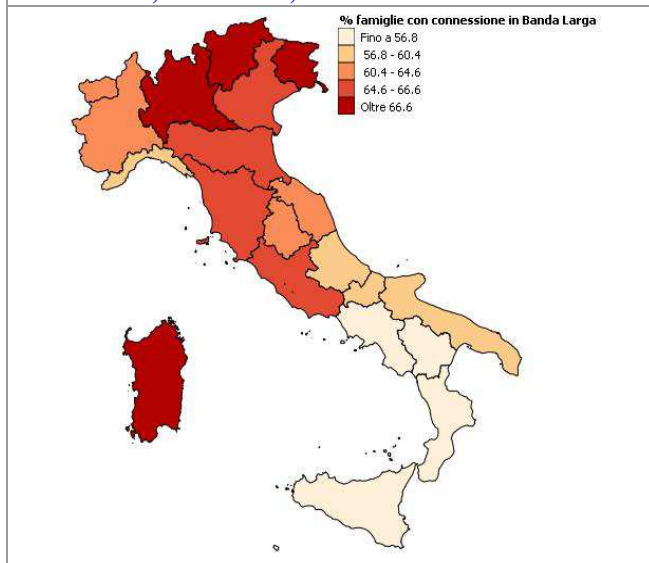 % famiglie con connessione in Banda Larga
Fino a 56.8
56.8 - 60.4
60.4 - 64.6
64.6 - 66.6
Oltre 66.6